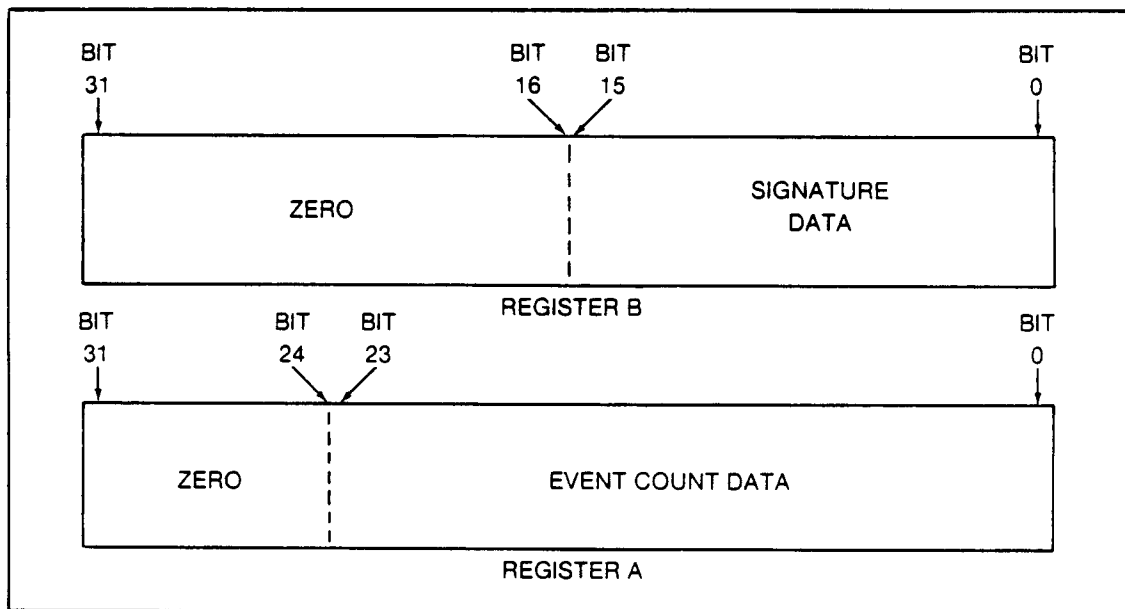 BIT BIT BIT BIT
31 16 15 0
ZERO
SIGNATURE
DATA
REGISTER B
BIT BIT BIT BIT
31 24 23 0
ZERO EVENT COUNT DATA
REGISTER A